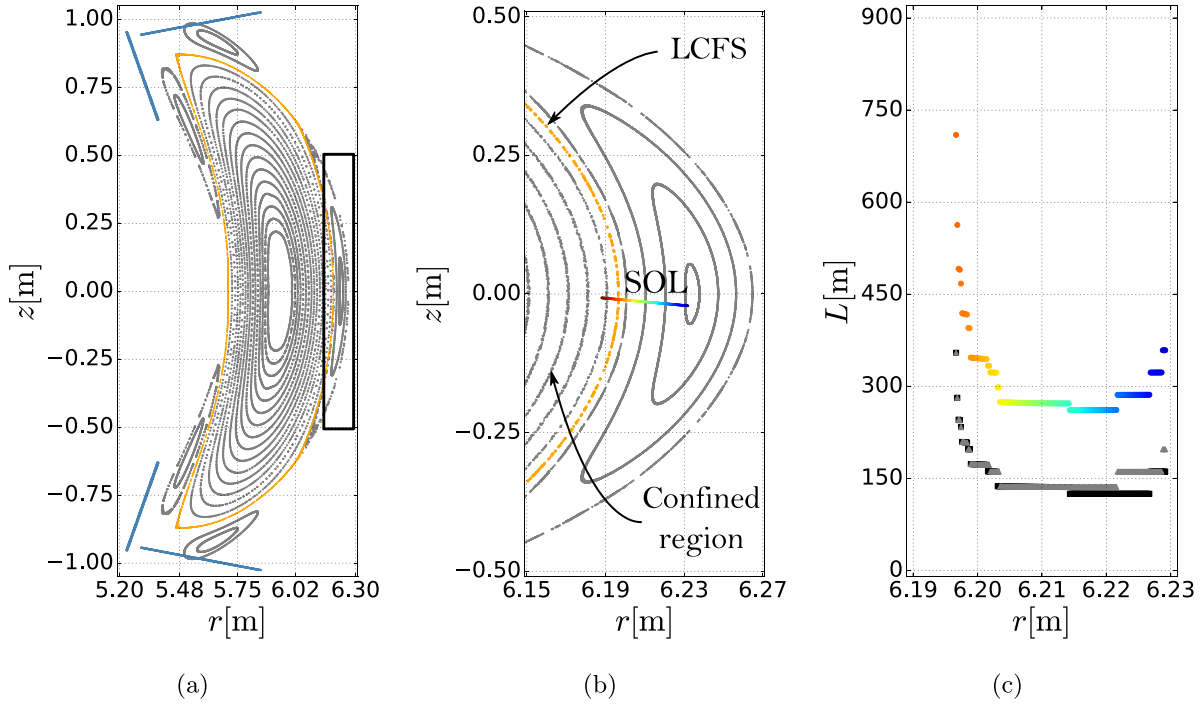 1.00
0.75
0.50
0.25
0.00
−0.25
−0.50
−0.75
−1.00
z[m]
5.20 5.48 5.75 6.02 6.30
r[m]
(a)
0.50
0.25
0.00
−0.25
−0.50
z[m]
LCFS
SOL
Confined
region
6.15 6.19 6.23 6.27
r[m]
(b)
900
750
600
450
300
150
0
L[m]
6.19 6.20 6.21 6.22 6.23
r[m]
(c)